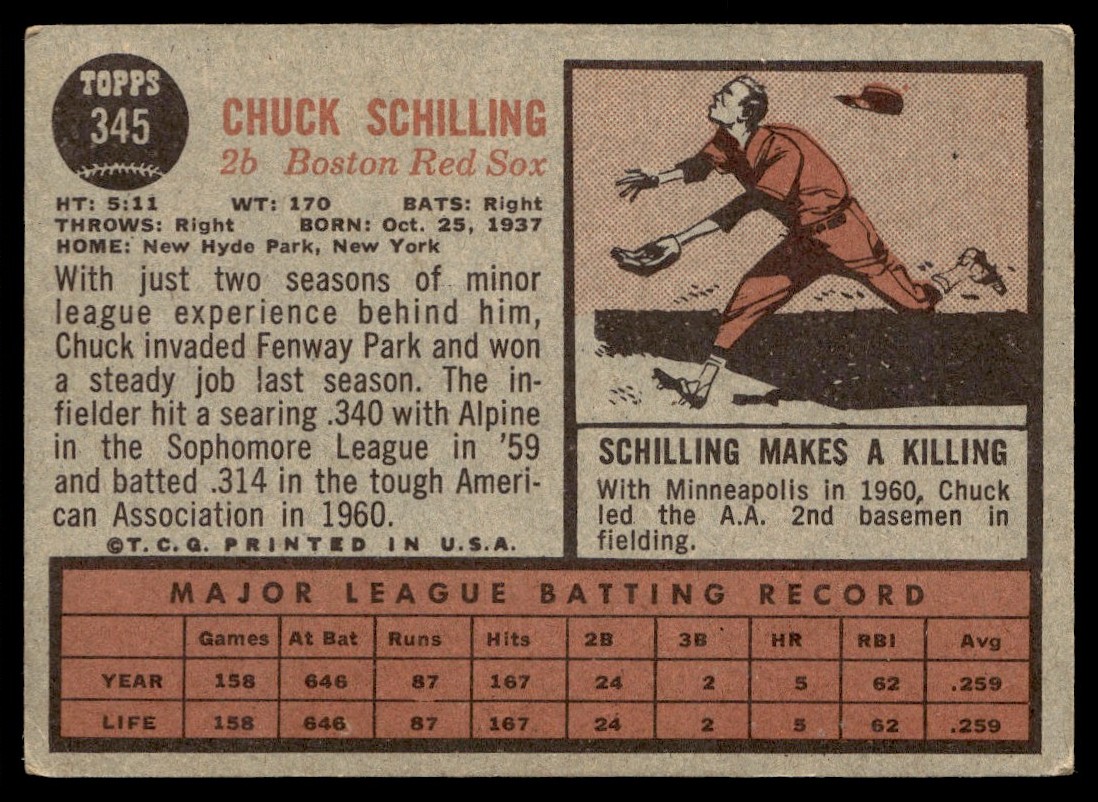 TOPPS
345
CHUCK SCHILLING
2b Boston Red Sox
HT: 5:11 WT: 170 BATS: Right
THROWS: Right BORN: Oct. 25, 1937
HOME: New Hyde Park, New York
With just two seasons of minor
league experience behind him,
Chuck invaded Fenway Park and won
a steady job last season. The in-
fielder hit a searing .340 with Alpine
in the Sophomore League in '59
and batted .314 in the tough Ameri-
can Association in 1960.
©T.C.G. PRINTED IN U.S.A.
SCHILLING MAKES A KILLING
With Minneapolis in 1960, Chuck
led the A.A. 2nd basemen in
fielding.
MAJOR LEAGUE BATTING RECORD
Games At Bat Runs Hits 2B 3B HR RBI Avg
YEAR 158 646 87 167 24 2 5 62 .259
LIFE 158 646 87 167 24 2 5 62 .259